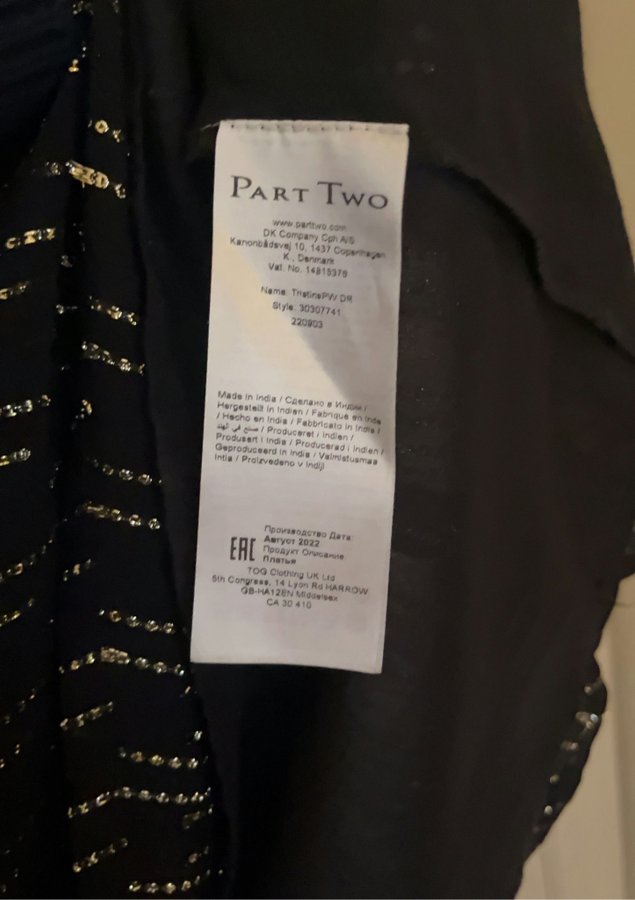 PART TWO
www.parttwo.com
DK Company Cph A/S
Kanonbådsvej 10, 1437 Copenhagen
K., Denmark
Vat. No. 14815375
Name: TristinePW DR
Style. 30307741
220803
Made in India / Сделано в Индии /
Hergestellt in Indien / Fabriqué en Inde
/ Hecho en India / Fabbricato in India /
صنع في الهند / Produceret i Indien /
Produsert i India / Producerad i Indien /
Geproduceerd in India / Valmistusmaa
Intia / Proizvedeno v Indiji
EAC
Производство Дата:
Август 2022
Продукт Описание:
Платья
TOG Clothing UK Ltd
5th Congress, 14 Lyon Rd HARROW
GB-HA12EN Middelsex
CA 30 410